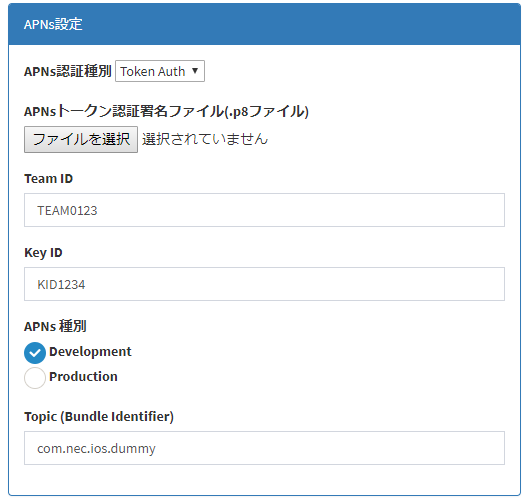 APNs設定
APNs認証種別 Token Auth ▼
APNsトークン認証署名ファイル(.p8ファイル)
ファイルを選択 選択されていません
Team ID
TEAM0123
Key ID
KID1234
APNs 種別
Development
Production
Topic (Bundle Identifier)
com.nec.ios.dummy